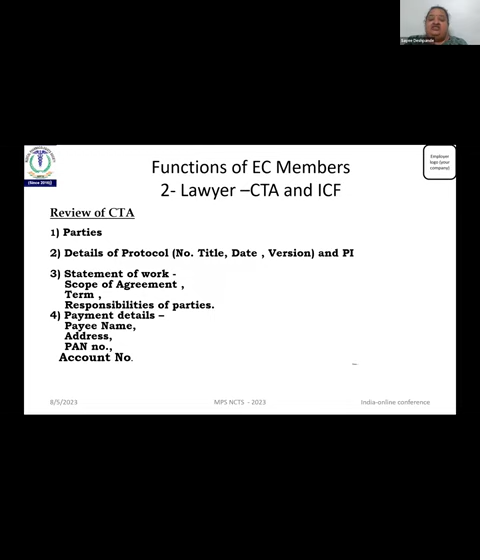 Functions of EC Members
2- Lawyer –CTA and ICF
Employer
logo (your
company)
(Since 2010)
Review of CTA
1) Parties
2) Details of Protocol (No. Title, Date , Version) and PI
3) Statement of work -
Scope of Agreement ,
Term ,
Responsibilities of parties.
4) Payment details –
Payee Name,
Address,
PAN no.,
Account No.
8/5/2023
MPS NCTS - 2023
India-online conference